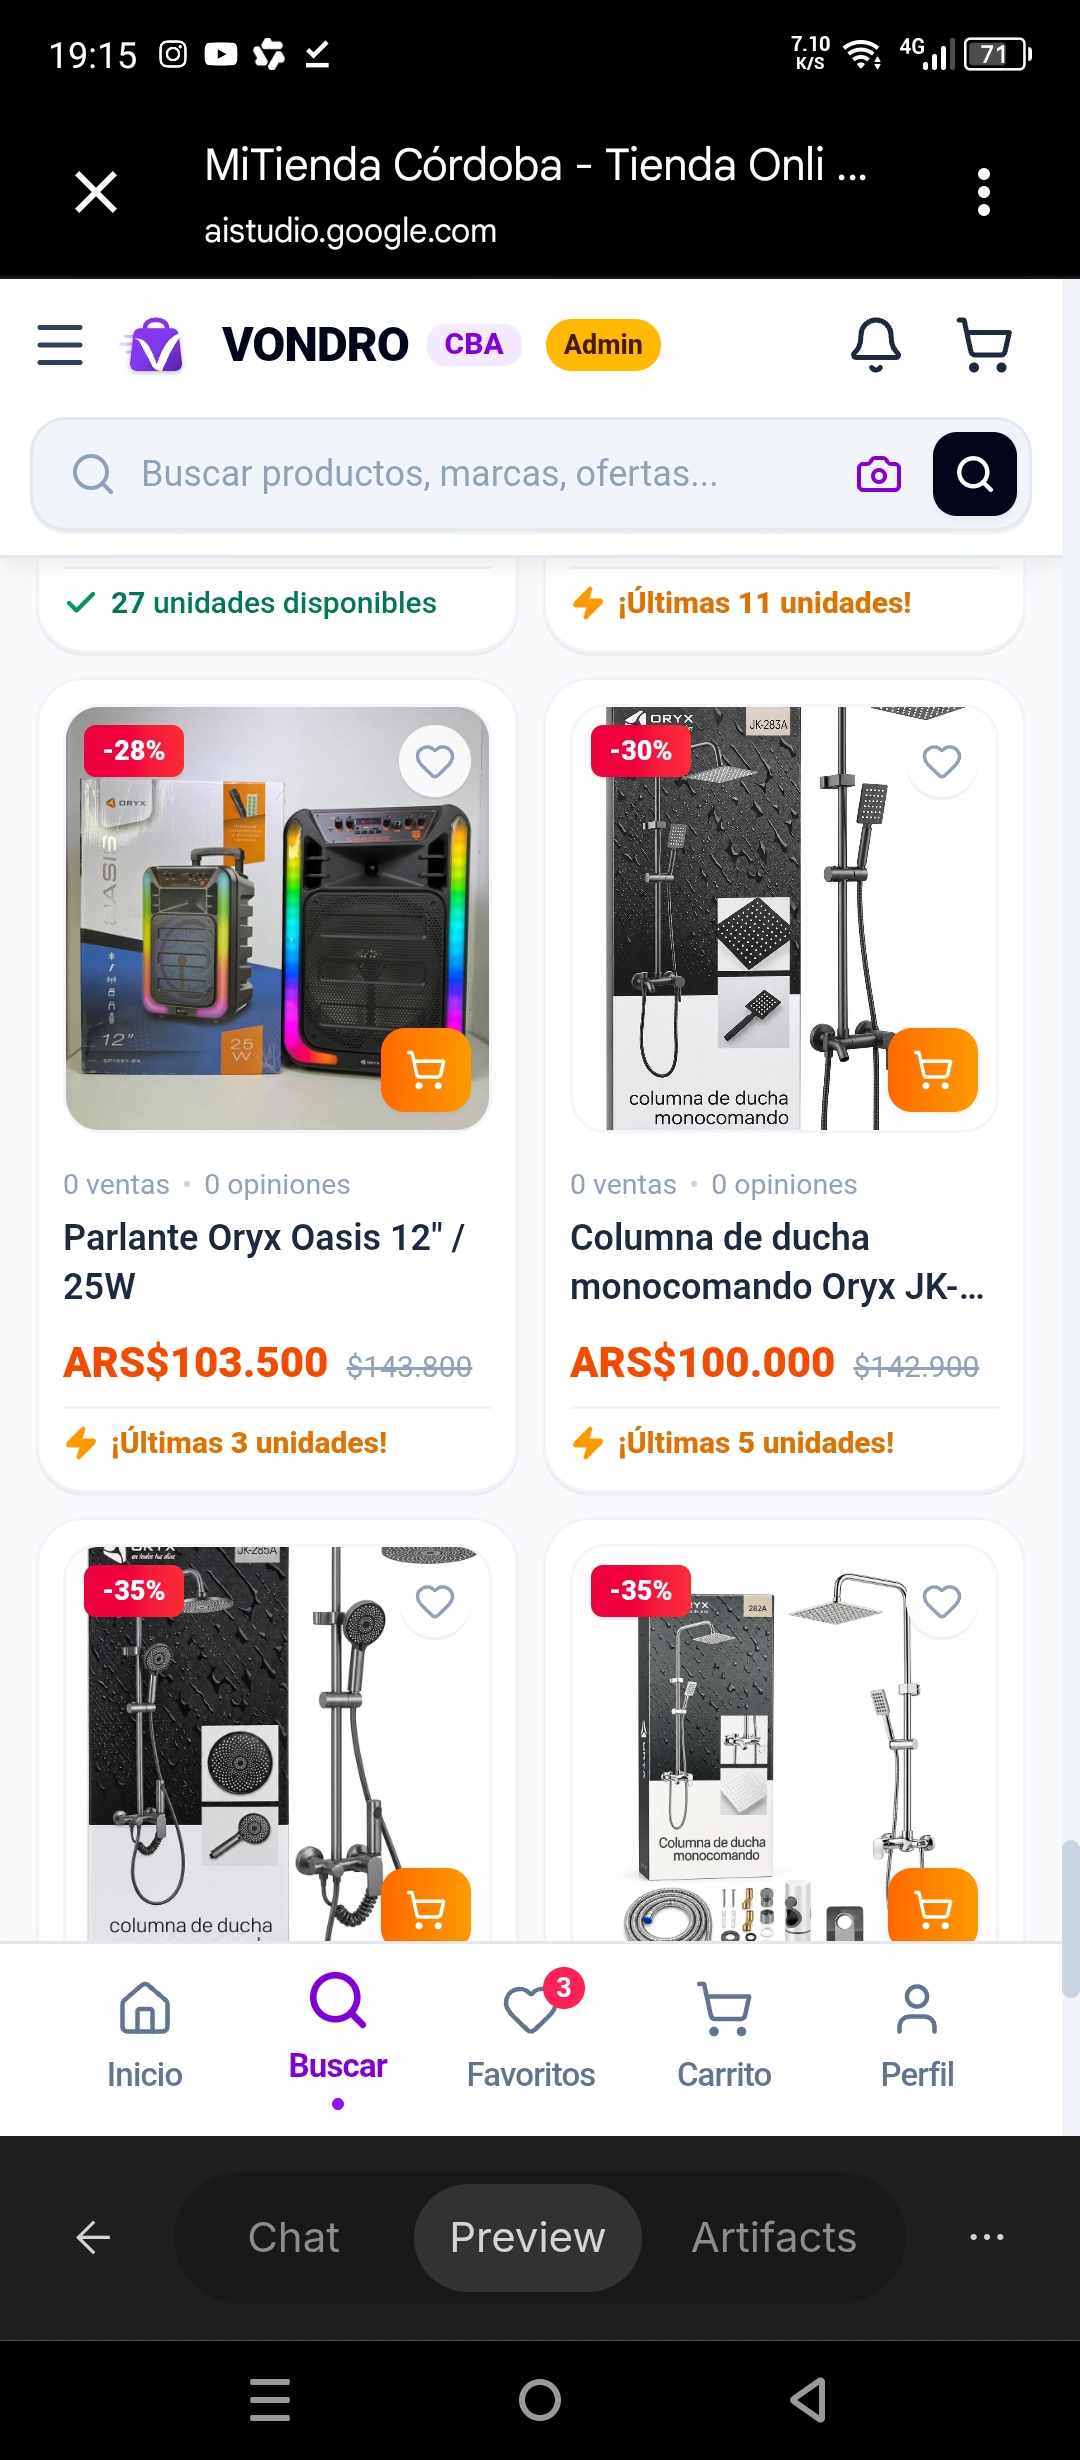 19:15
7.10
K/S
4G
71
MiTienda Córdoba - Tienda Onli ...
aistudio.google.com
VONDRO CBA Admin
Buscar productos, marcas, ofertas...
27 unidades disponibles
¡Últimas 11 unidades!
-28%
ORYX
OASIS
12"
25
W
-30%
ORYX
JK-283A
columna de ducha
monocomando
0 ventas • 0 opiniones
Parlante Oryx Oasis 12" /
25W
ARS$103.500 $143.800
¡Últimas 3 unidades!
0 ventas • 0 opiniones
Columna de ducha
monocomando Oryx JK-...
ARS$100.000 $142.900
¡Últimas 5 unidades!
-35%
JK-285A
columna de ducha
-35%
282A
Columna de ducha
monocomando
Inicio
Buscar
3
Favoritos
Carrito
Perfil
Chat
Preview
Artifacts